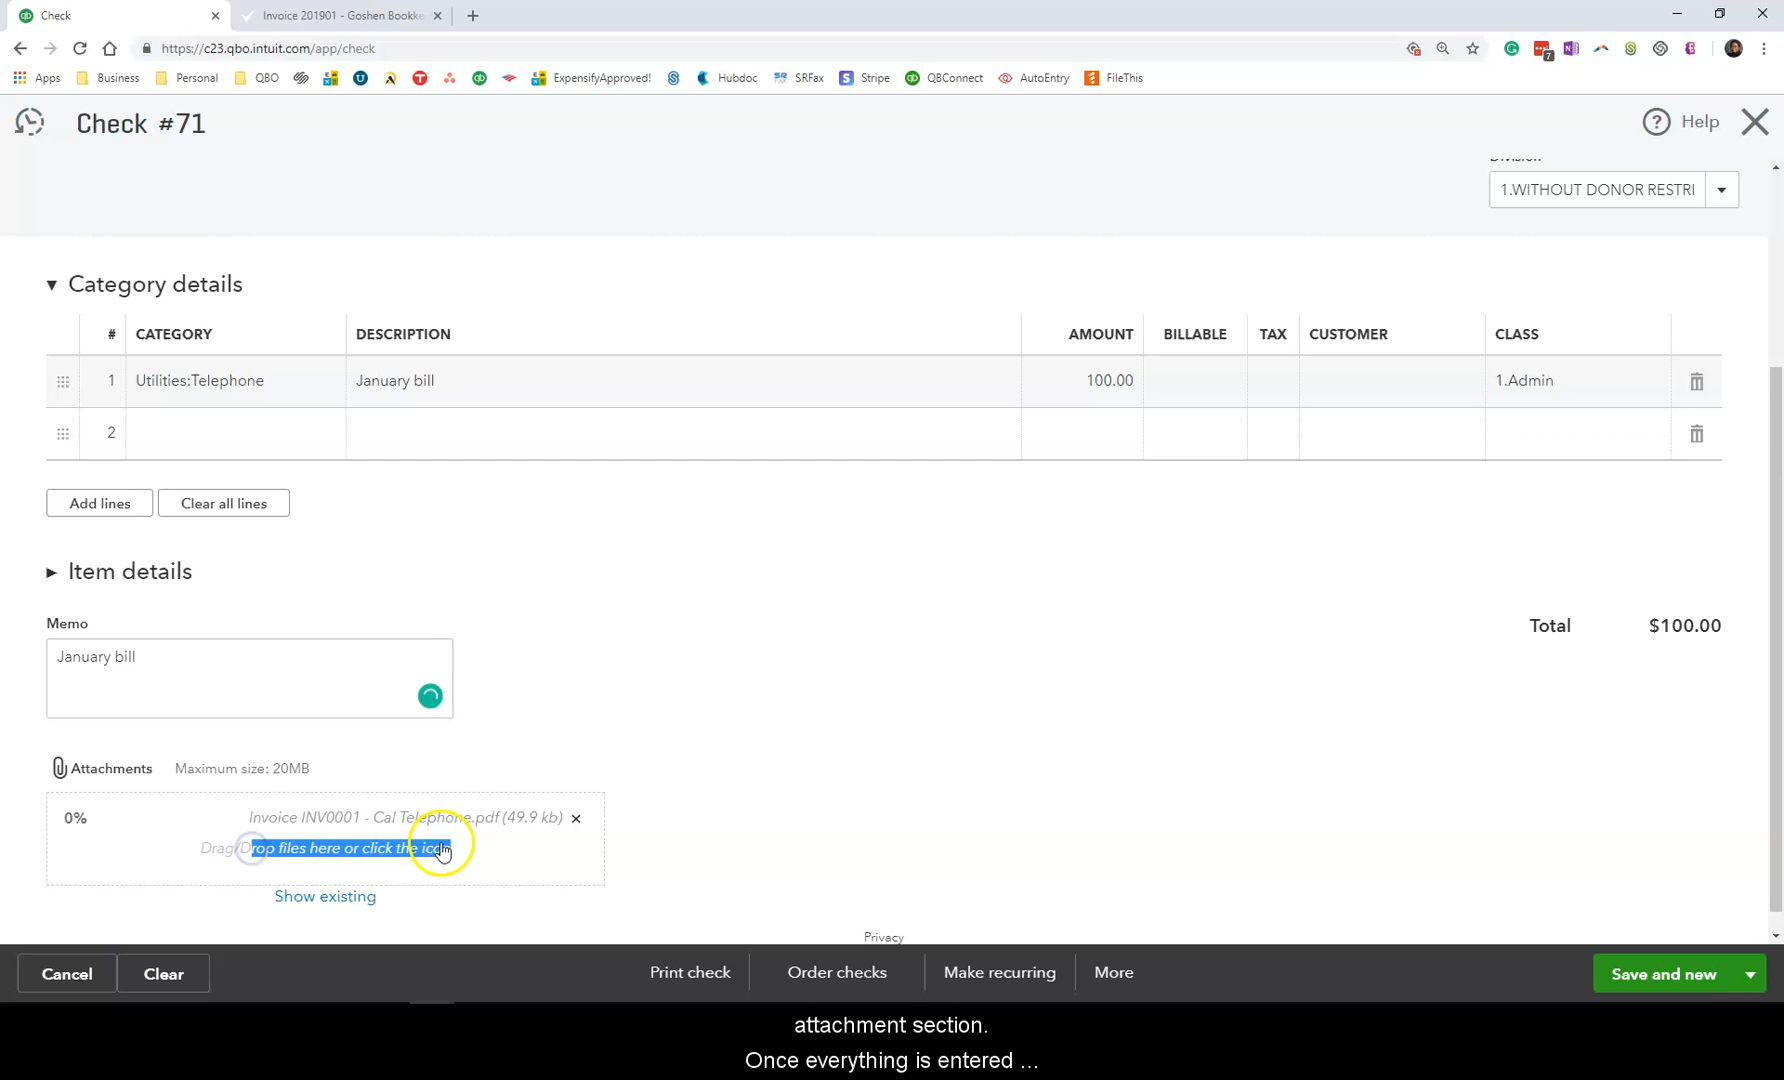 Check
Invoice 201901 - Goshen Bookke
https://c23.qbo.intuit.com/app/check
7
Apps Business Personal QBO ExpensifyApproved! Hubdoc SRFax Stripe QBConnect AutoEntry FileThis
Check #71
Help
1.WITHOUT DONOR RESTRI
Category details
# CATEGORY DESCRIPTION AMOUNT BILLABLE TAX CUSTOMER CLASS
1 Utilities:Telephone January bill 100.00 1.Admin
2
Add lines Clear all lines
Item details
Memo
Total $100.00
January bill
Attachments Maximum size: 20MB
0% Invoice INV0001 - Cal Telephone.pdf (49.9 kb)
Drag/Drop files here or click the icon
Show existing
Privacy
Cancel Clear Print check Order checks Make recurring More Save and new
attachment section.
Once everything is entered ...